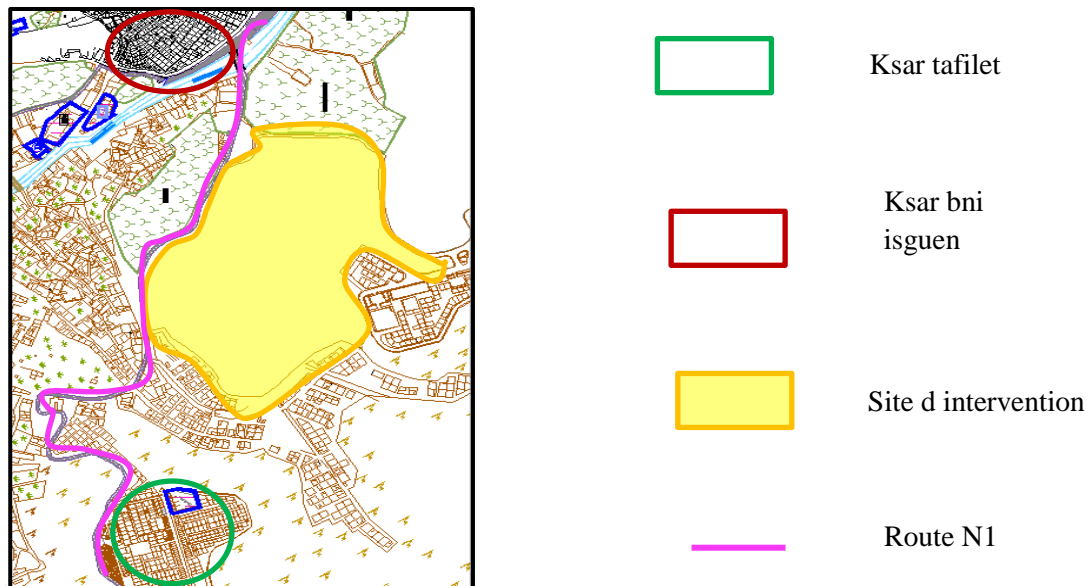 Ksar tafilet
Ksar bni
isguen
Site d intervention
Route N1